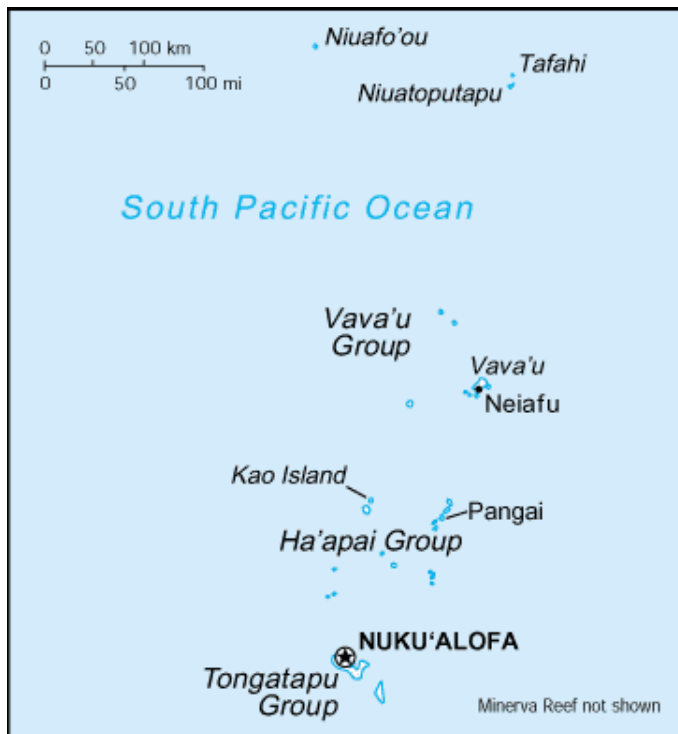 Niuafo'ou
0 50 100 km
0 50 100 mi
Tafahi
Niuatoputapu
South Pacific Ocean
Vava'u
Group
Vava'u
Neiafu
Kao Island
Pangai
Ha'apai Group
NUKU‘ALOFA
Tongatapu
Group
Minerva Reef not shown